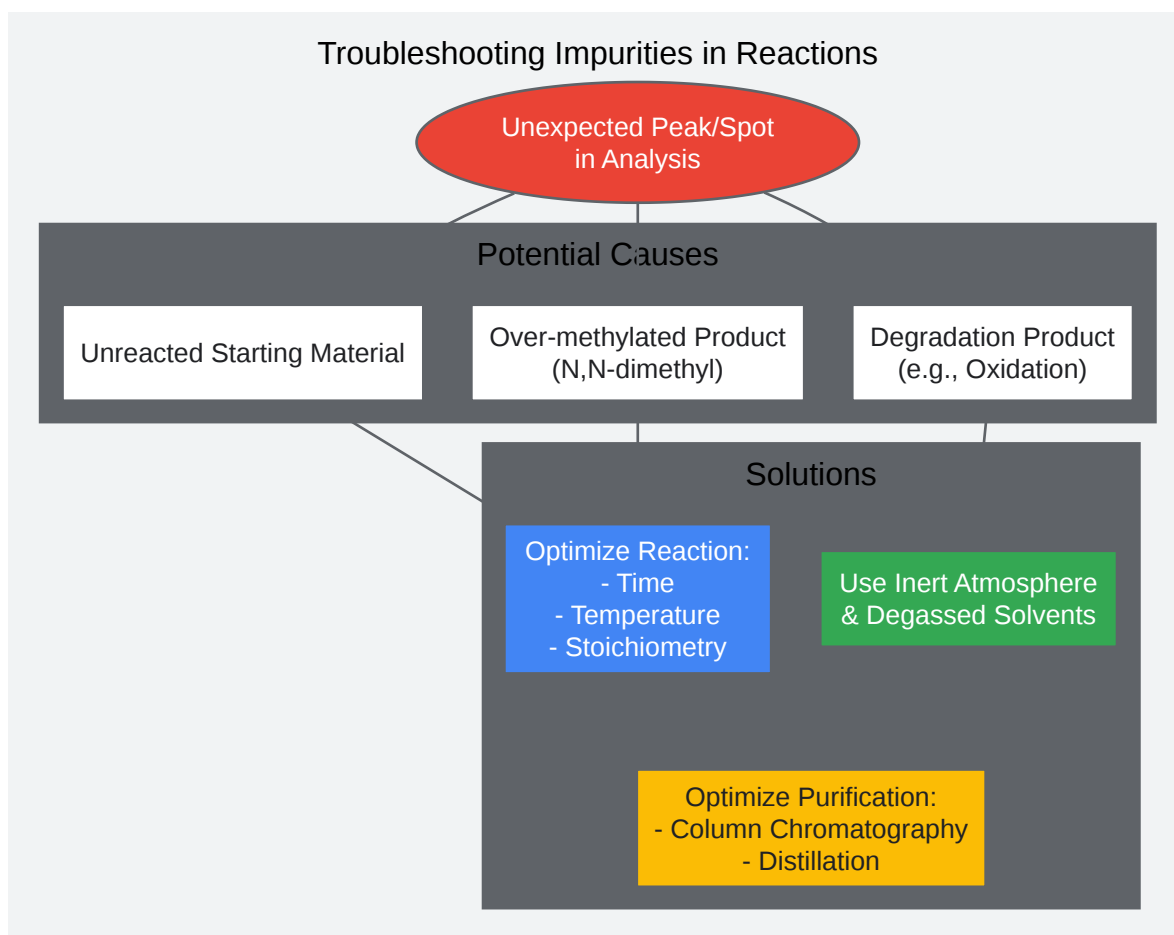 Troubleshooting Impurities in Reactions
Unexpected Peak/Spot
in Analysis
Potential Causes
Unreacted Starting Material
Over-methylated Product
(N,N-dimethyl)
Degradation Product
(e.g., Oxidation)
Solutions
Optimize Reaction:
- Time
- Temperature
- Stoichiometry
Use Inert Atmosphere
& Degassed Solvents
Optimize Purification:
- Column Chromatography
- Distillation